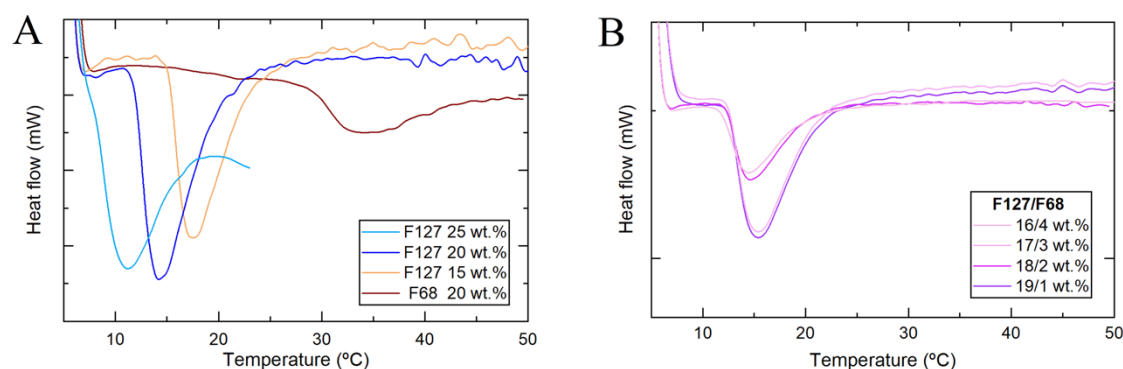 A
Heat flow (mW)
F127 25 wt.%
F127 20 wt.%
F127 15 wt.%
F68 20 wt.%
10 20 30 40 50
Temperature (ºC)
B
Heat flow (mW)
F127/F68
16/4 wt.%
17/3 wt.%
18/2 wt.%
19/1 wt.%
10 20 30 40 50
Temperature (ºC)